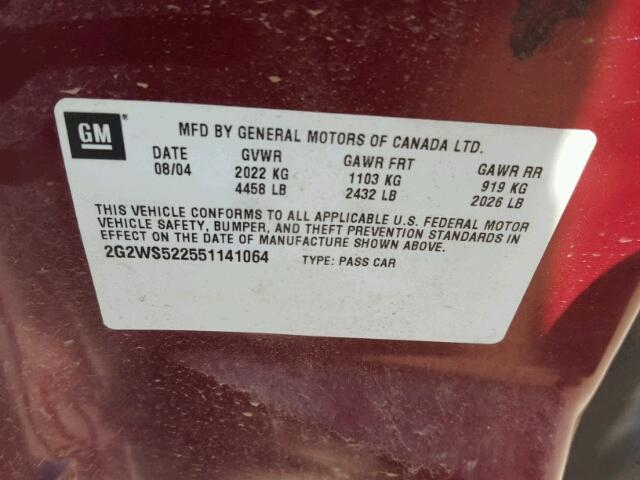 GM®
MFD BY GENERAL MOTORS OF CANADA LTD.
DATE GVWR GAWR FRT GAWR RR
08/04 2022 KG 1103 KG 919 KG
4458 LB 2432 LB 2026 LB
THIS VEHICLE CONFORMS TO ALL APPLICABLE U.S. FEDERAL MOTOR
VEHICLE SAFETY, BUMPER, AND THEFT PREVENTION STANDARDS IN
EFFECT ON THE DATE OF MANUFACTURE SHOWN ABOVE.
2G2WS522551141064 TYPE: PASS CAR